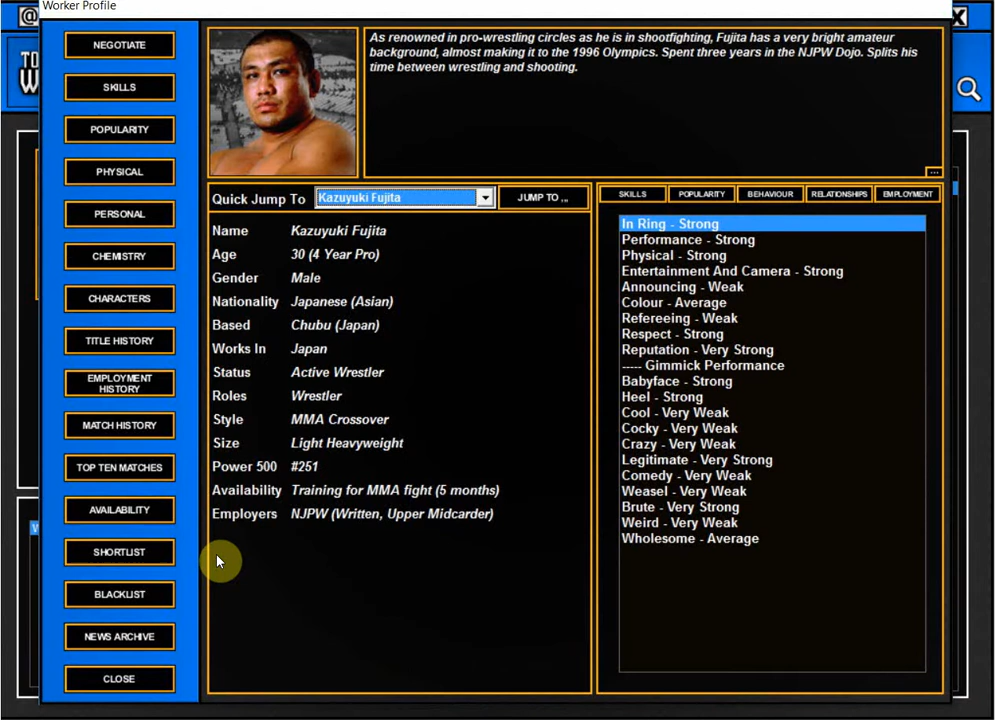 Worker Profile
@
X
TO
W
NEGOTIATE
SKILLS
POPULARITY
PHYSICAL
PERSONAL
CHEMISTRY
CHARACTERS
TITLE HISTORY
EMPLOYMENT
HISTORY
MATCH HISTORY
TOP TEN MATCHES
AVAILABILITY
SHORTLIST
BLACKLIST
NEWS ARCHIVE
CLOSE
As renowned in pro-wrestling circles as he is in shootfighting, Fujita has a very bright amateur
background, almost making it to the 1996 Olympics. Spent three years in the NJPW Dojo. Splits his
time between wrestling and shooting.
...
Quick Jump To Kazuyuki Fujita JUMP TO ...
Name Kazuyuki Fujita
Age 30 (4 Year Pro)
Gender Male
Nationality Japanese (Asian)
Based Chubu (Japan)
Works In Japan
Status Active Wrestler
Roles Wrestler
Style MMA Crossover
Size Light Heavyweight
Power 500 #251
Availability Training for MMA fight (5 months)
Employers NJPW (Written, Upper Midcarder)
SKILLS POPULARITY BEHAVIOUR RELATIONSHIPS EMPLOYMENT
In Ring - Strong
Performance - Strong
Physical - Strong
Entertainment And Camera - Strong
Announcing - Weak
Colour - Average
Refereeing - Weak
Respect - Strong
Reputation - Very Strong
----- Gimmick Performance
Babyface - Strong
Heel - Strong
Cool - Very Weak
Cocky - Very Weak
Crazy - Very Weak
Legitimate - Very Strong
Comedy - Very Weak
Weasel - Very Weak
Brute - Very Strong
Weird - Very Weak
Wholesome - Average